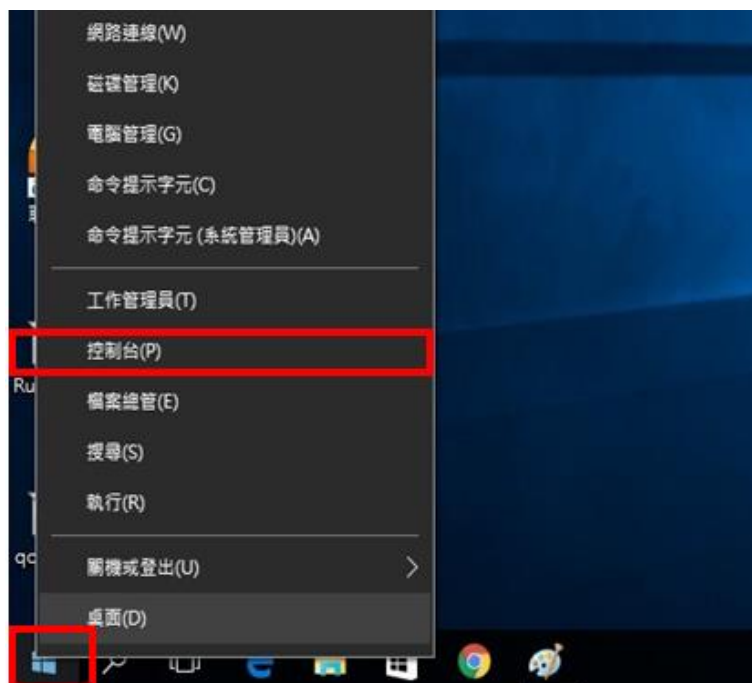 網路連線(W)
磁碟管理(K)
電腦管理(G)
命令提示字元(C)
命令提示字元 (系統管理員)(A)
工作管理員(T)
控制台(P)
Ru
檔案總管(E)
搜尋(S)
執行(R)
qc
關機或登出(U)
桌面(D)